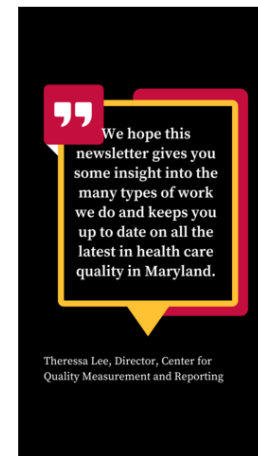 We hope this
newsletter gives you
some insight into the
many types of work
we do and keeps you
up to date on all the
latest in health care
quality in Maryland.
Theressa Lee, Director, Center for
Quality Measurement and Reporting